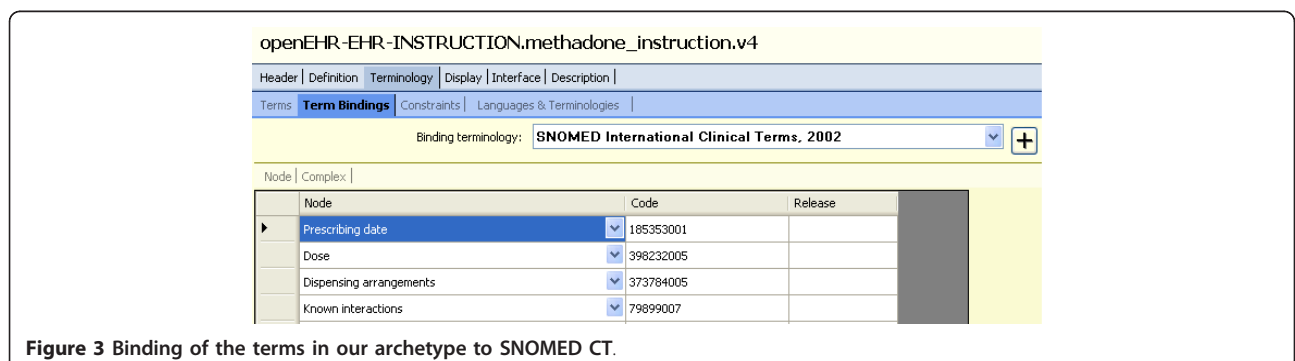 openEHR-EHR-INSTRUCTION.methadone_instruction.v4
Header | Definition | Terminology | Display | Interface | Description |
Terms | Term Bindings | Constraints | Languages & Terminologies |
Binding terminology: SNOMED International Clinical Terms, 2002 +
Node | Complex |
Node Code Release
Prescribing date 185353001
Dose 398232005
Dispensing arrangements 373784005
Known interactions 79899007
Figure 3 Binding of the terms in our archetype to SNOMED CT.